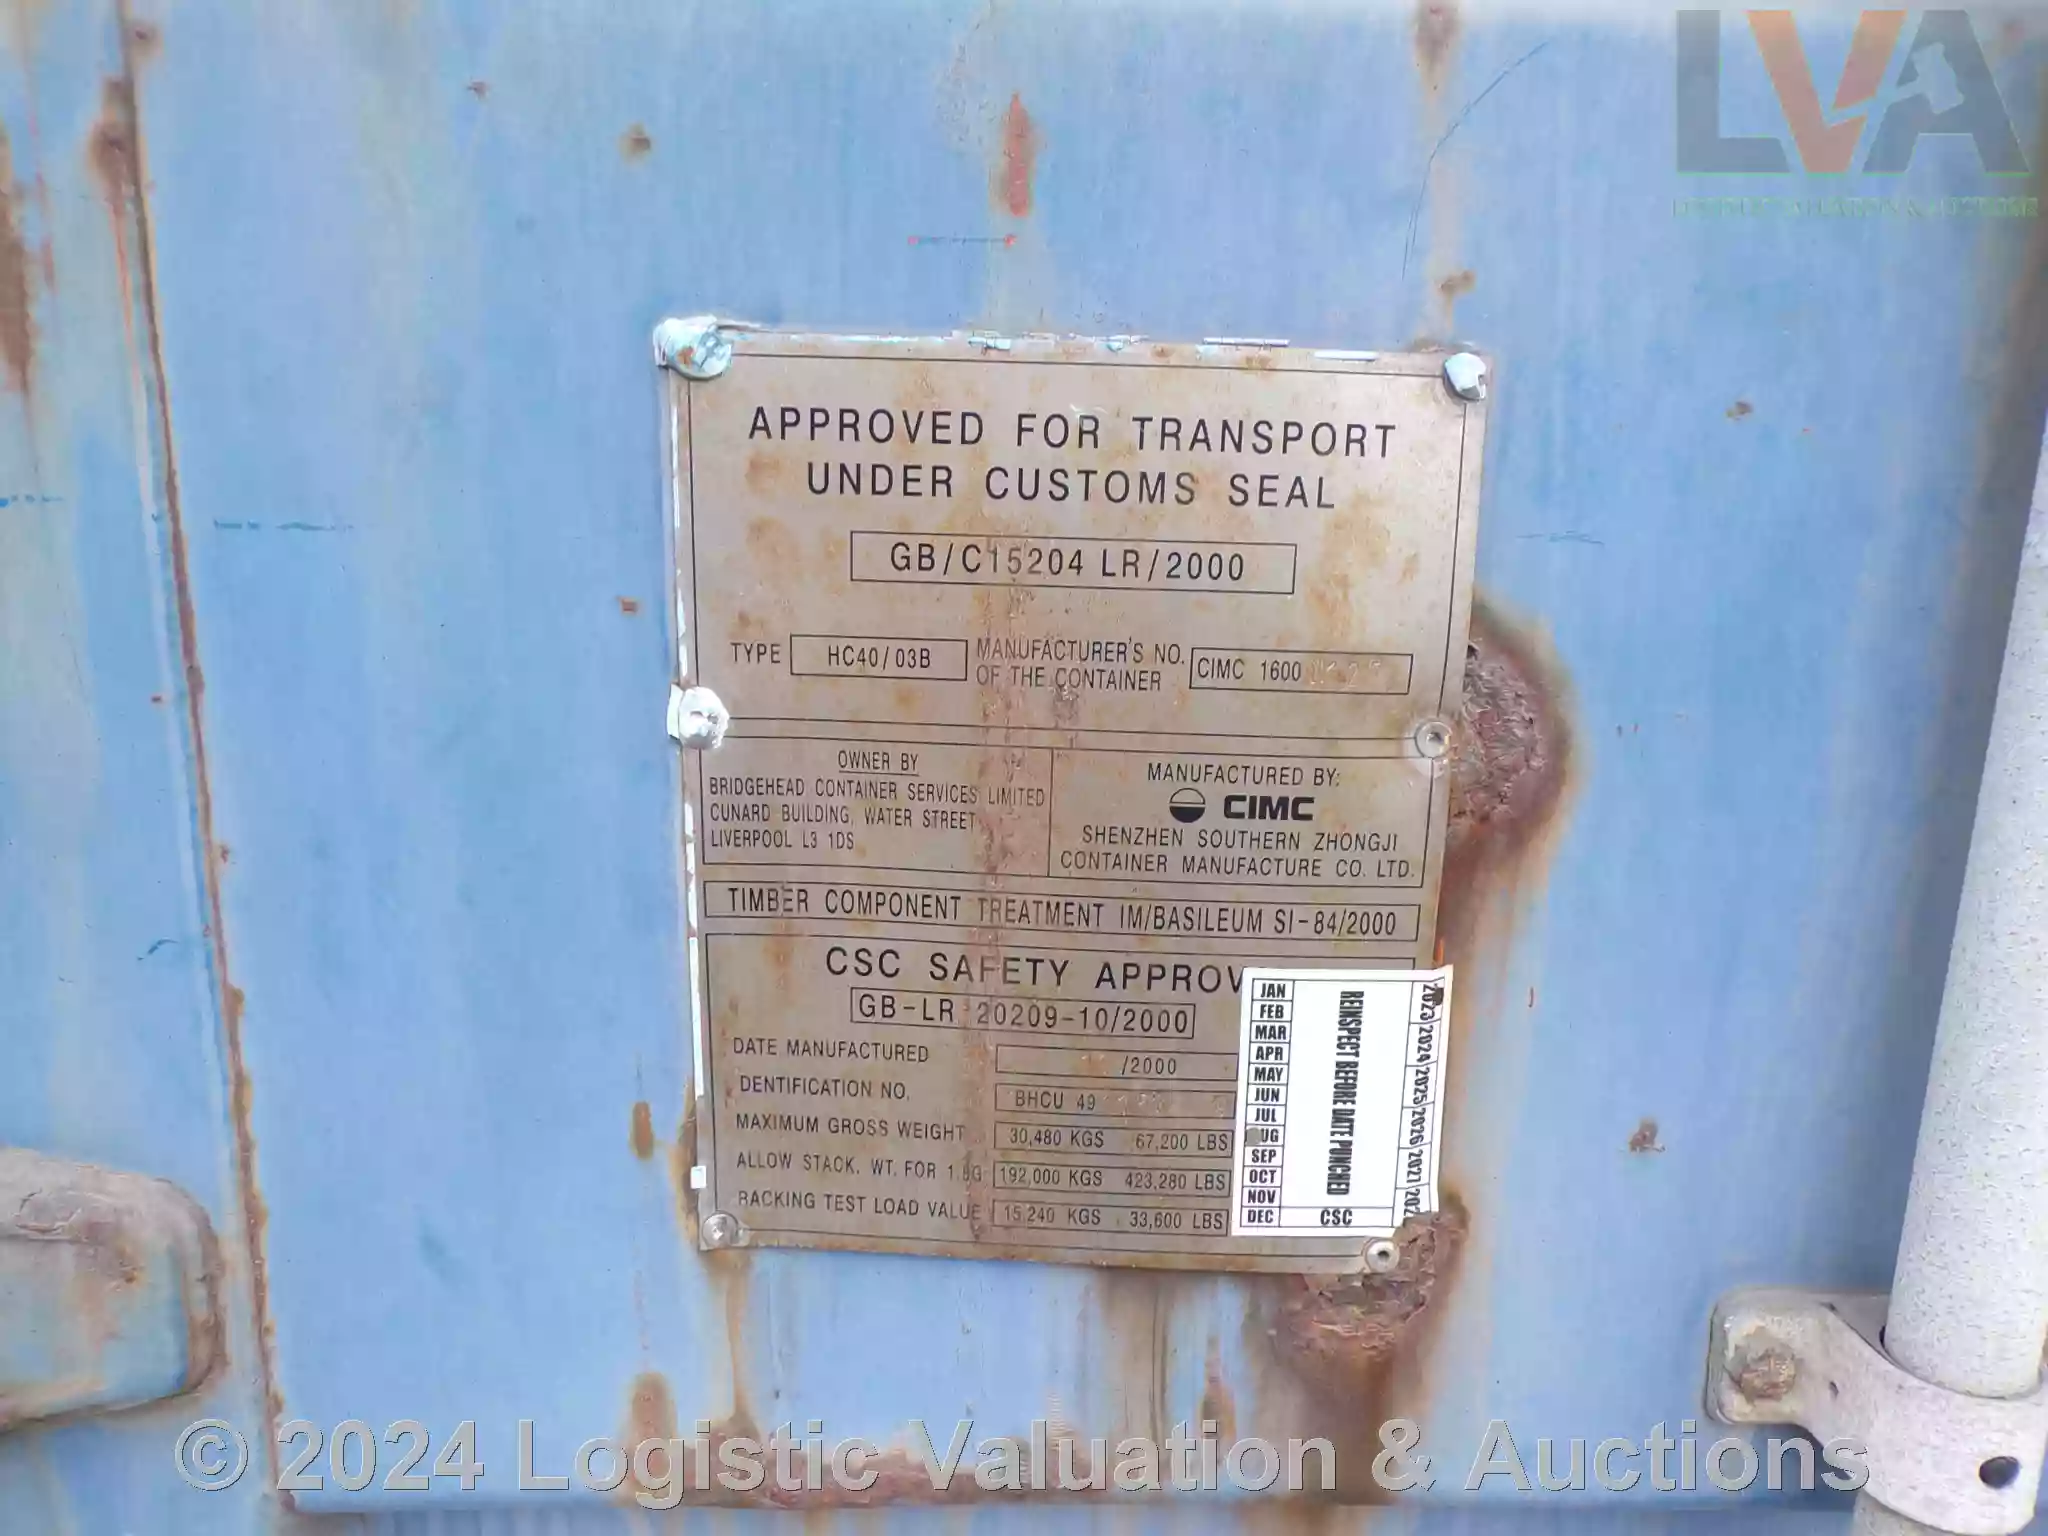 LVA
APPROVED FOR TRANSPORT
UNDER CUSTOMS SEAL
GB/C15204 LR/2000
TYPE HC40/03B MANUFACTURER'S NO. OF THE CONTAINER CIMC 1600
OWNER BY
BRIDGEHEAD CONTAINER SERVICES LIMITED
CUNARD BUILDING, WATER STREET
LIVERPOOL L3 1DS
MANUFACTURED BY:
CIMC
SHENZHEN SOUTHERN ZHONGJI
CONTAINER MANUFACTURE CO. LTD.
TIMBER COMPONENT TREATMENT IM/BASILEUM SI-84/2000
CSC SAFETY APPROV
GB-LR 20209-10/2000
DATE MANUFACTURED /2000
DENTIFICATION NO. BHCU 49
MAXIMUM GROSS WEIGHT 30,480 KGS 67,200 LBS
ALLOW STACK. WT. FOR 1.8G 192,000 KGS 423,280 LBS
RACKING TEST LOAD VALUE 15,240 KGS 33,600 LBS
JAN
FEB
MAR
APR
MAY
JUN
JUL
UG
SEP
OCT
NOV
DEC
REINSPECT BEFORE DATE PUNCHED
CSC
2023 2024 2025 2026 2027 202
© 2024 Logistic Valuation & Auctions